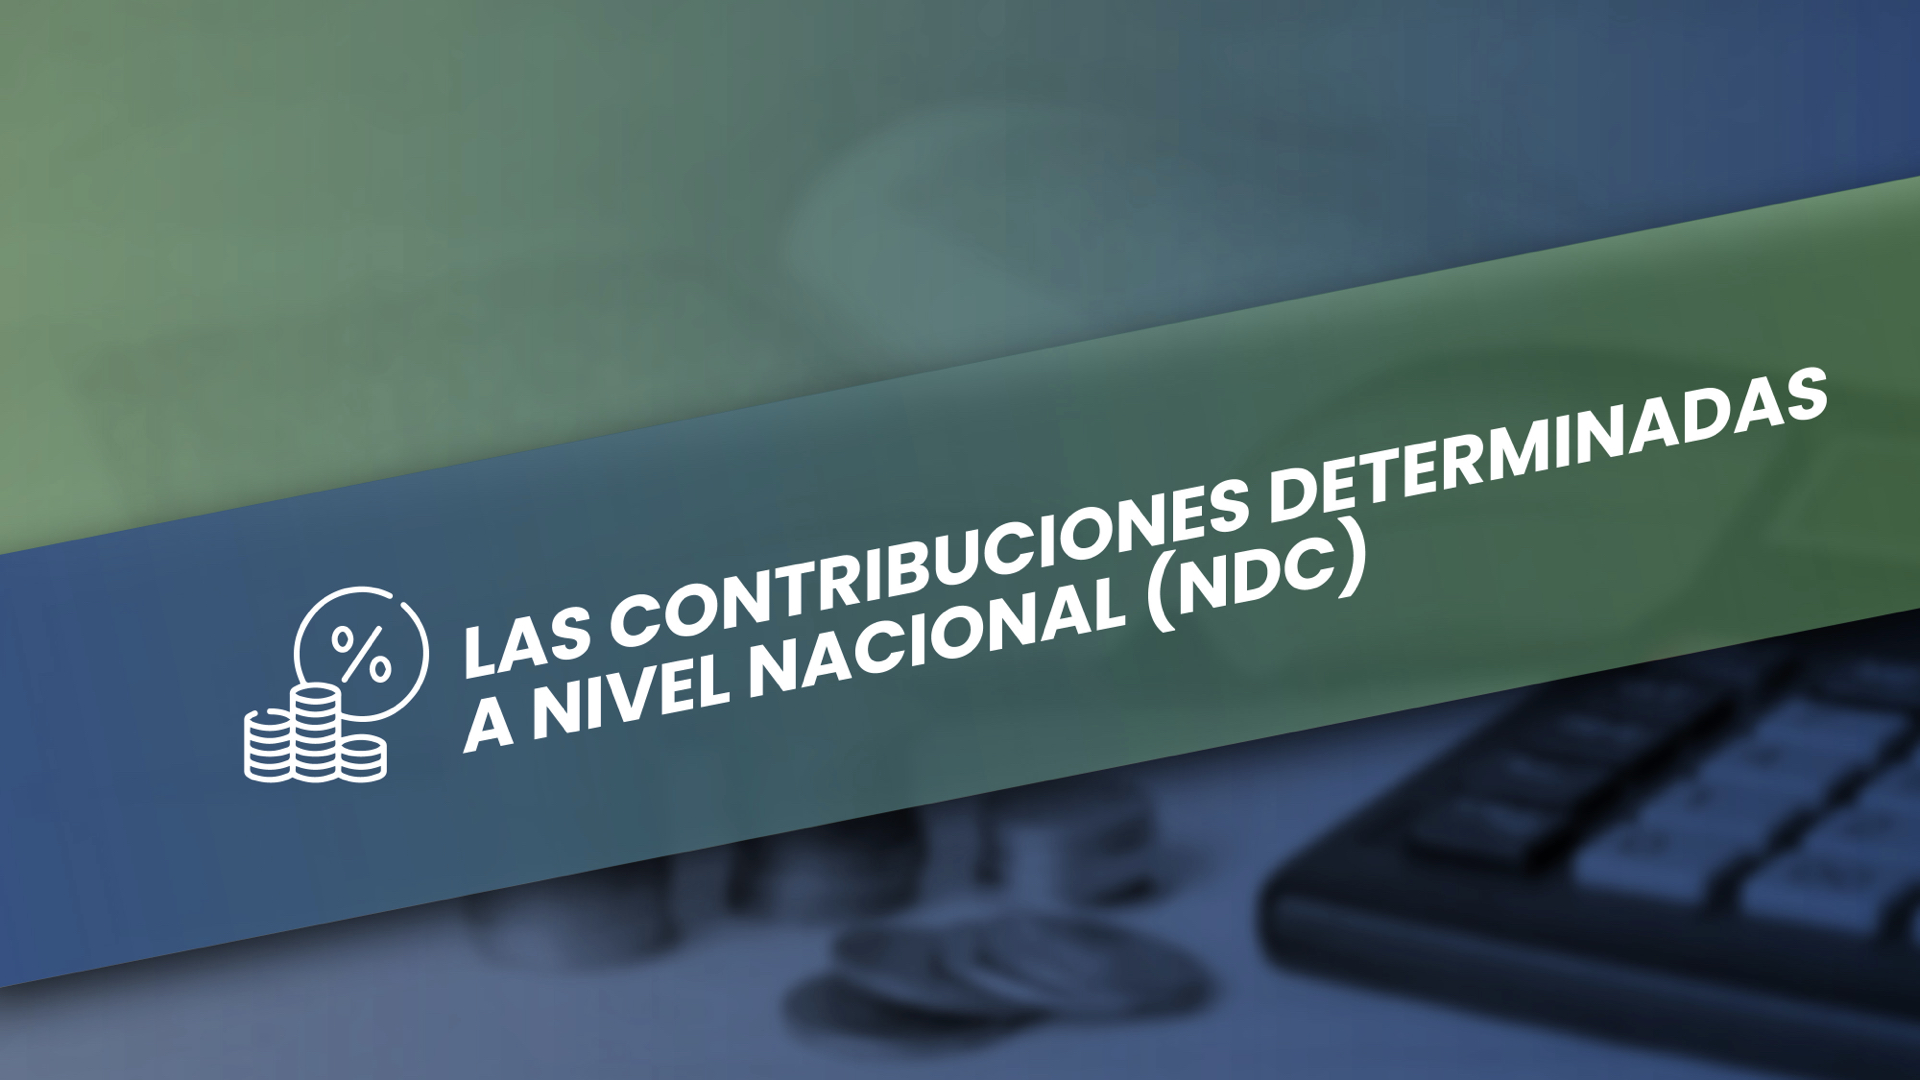 LAS CONTRIBUCIONES DETERMINADAS
A NIVEL NACIONAL (NDC)
%